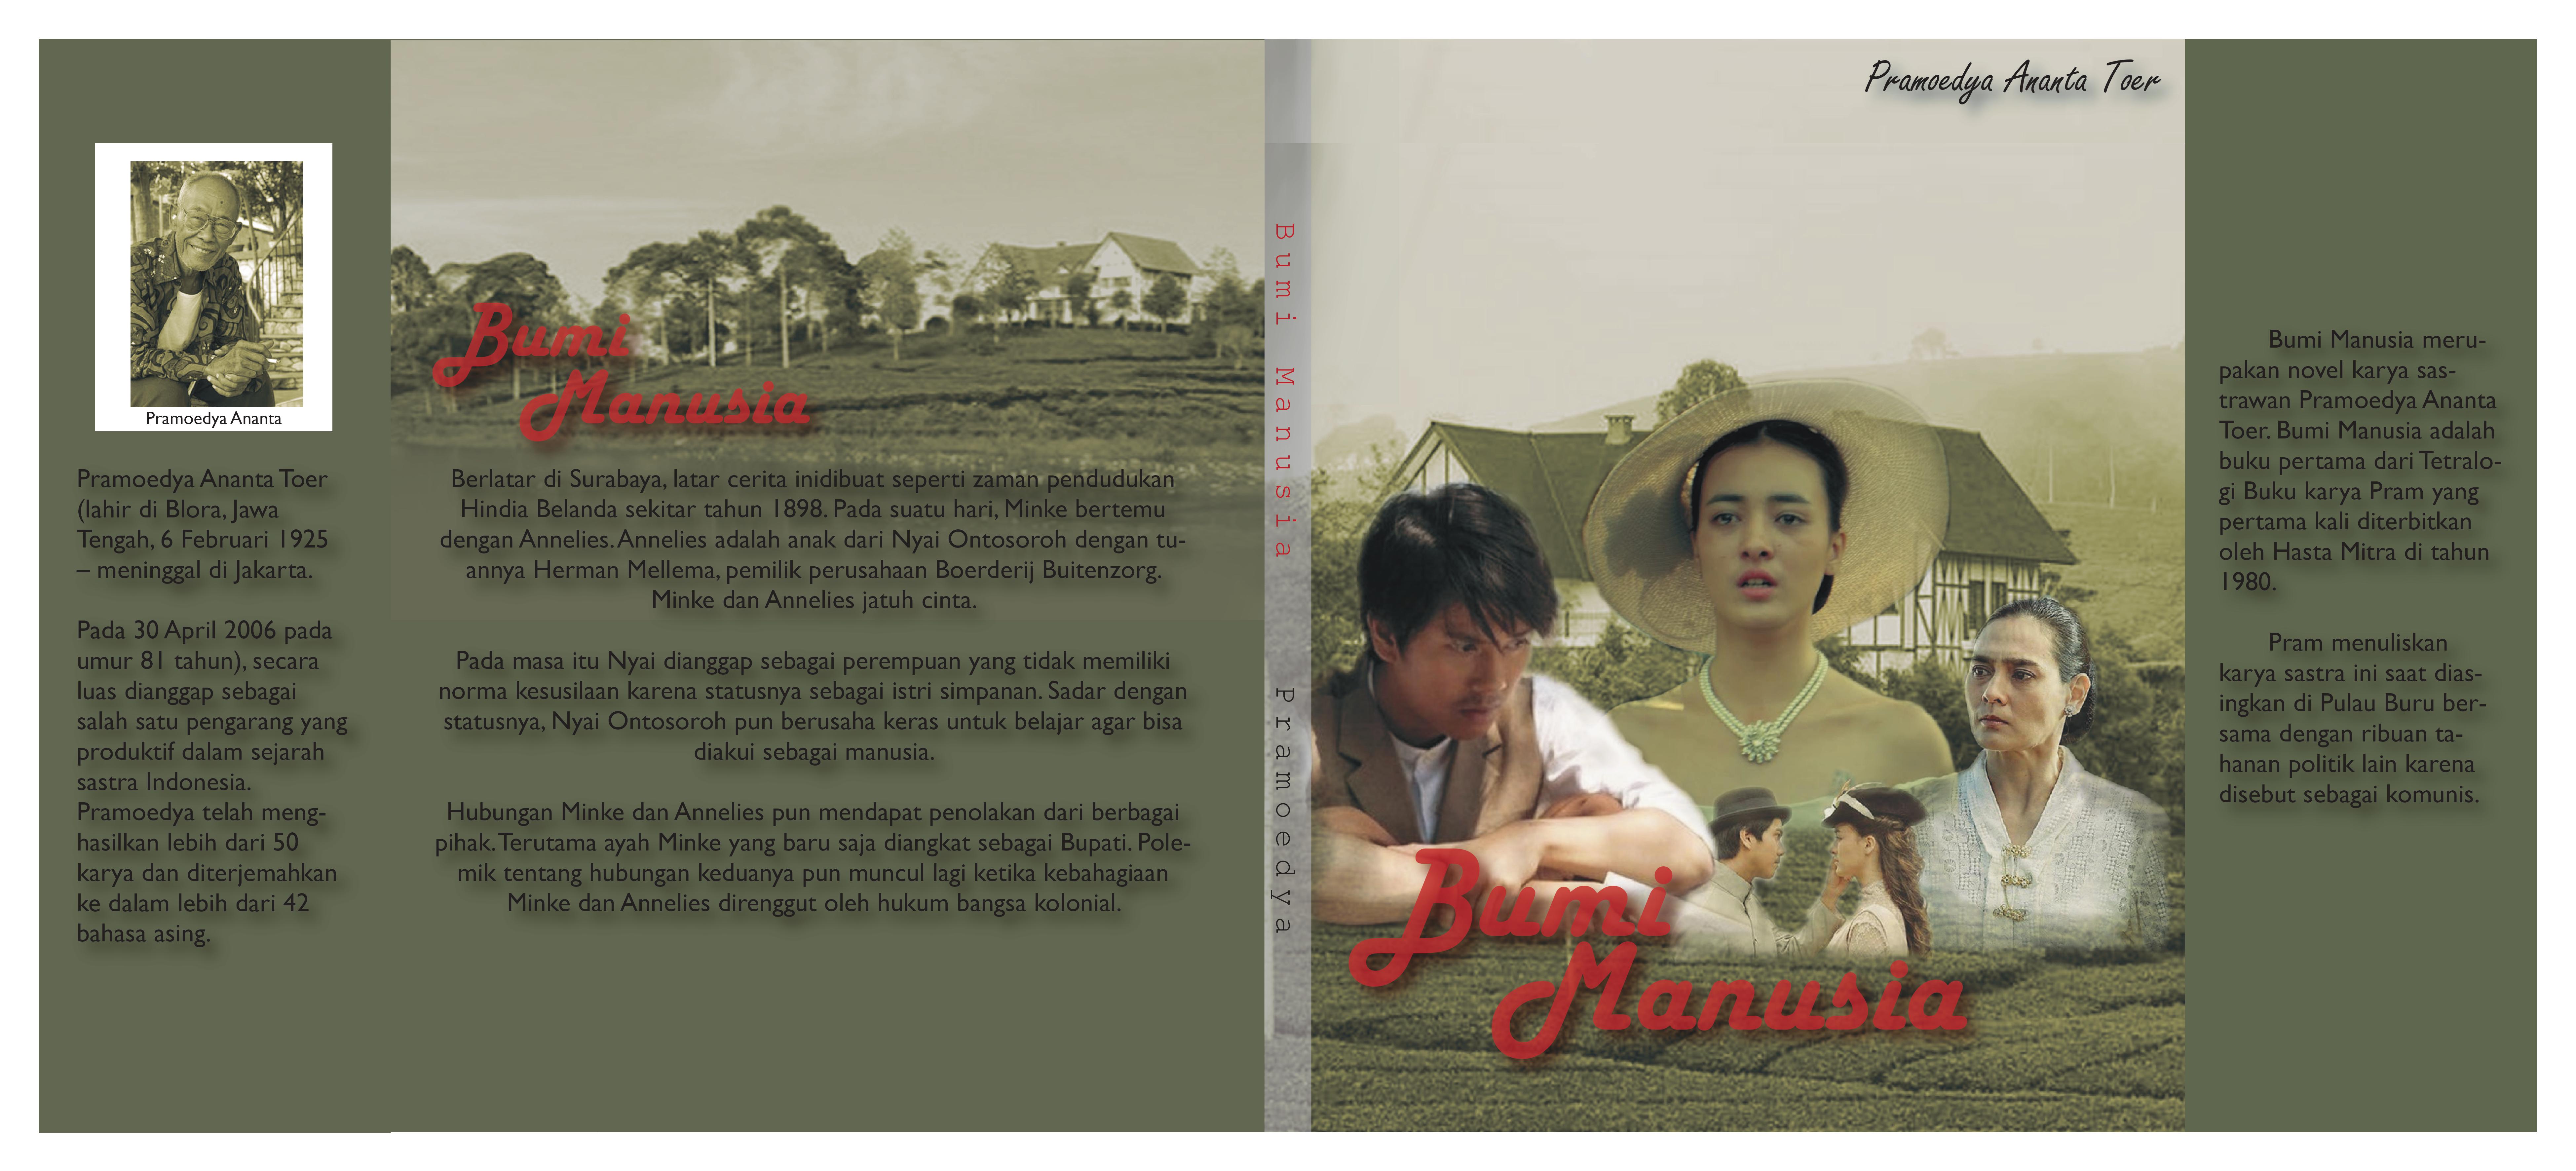 Pramoedya Ananta
Pramoedya Ananta Toer
(lahir di Blora, Jawa
Tengah, 6 Februari 1925
– meninggal di Jakarta.
Pada 30 April 2006 pada
umur 81 tahun), secara
luas dianggap sebagai
salah satu pengarang yang
produktif dalam sejarah
sastra Indonesia.
Pramoedya telah meng-
hasilkan lebih dari 50
karya dan diterjemahkan
ke dalam lebih dari 42
bahasa asing.
Bumi
Manusia
Berlatar di Surabaya, latar cerita inidibuat seperti zaman pendudukan
Hindia Belanda sekitar tahun 1898. Pada suatu hari, Minke bertemu
dengan Annelies. Annelies adalah anak dari Nyai Ontosoroh dengan tu-
annya Herman Mellema, pemilik perusahaan Boerderij Buitenzorg.
Minke dan Annelies jatuh cinta.
Pada masa itu Nyai dianggap sebagai perempuan yang tidak memiliki
norma kesusilaan karena statusnya sebagai istri simpanan. Sadar dengan
statusnya, Nyai Ontosoroh pun berusaha keras untuk belajar agar bisa
diakui sebagai manusia.
Hubungan Minke dan Annelies pun mendapat penolakan dari berbagai
pihak. Terutama ayah Minke yang baru saja diangkat sebagai Bupati. Pole-
mik tentang hubungan keduanya pun muncul lagi ketika kebahagiaan
Minke dan Annelies direnggut oleh hukum bangsa kolonial.
Bumi Manusia Pramoedya
Pramoedya Ananta Toer
Bumi
Manusia
Bumi Manusia meru-
pakan novel karya sas-
trawan Pramoedya Ananta
Toer. Bumi Manusia adalah
buku pertama dari Tetralo-
gi Buku karya Pram yang
pertama kali diterbitkan
oleh Hasta Mitra di tahun
1980.
Pram menuliskan
karya sastra ini saat dias-
ingkan di Pulau Buru ber-
sama dengan ribuan ta-
hanan politik lain karena
disebut sebagai komunis.